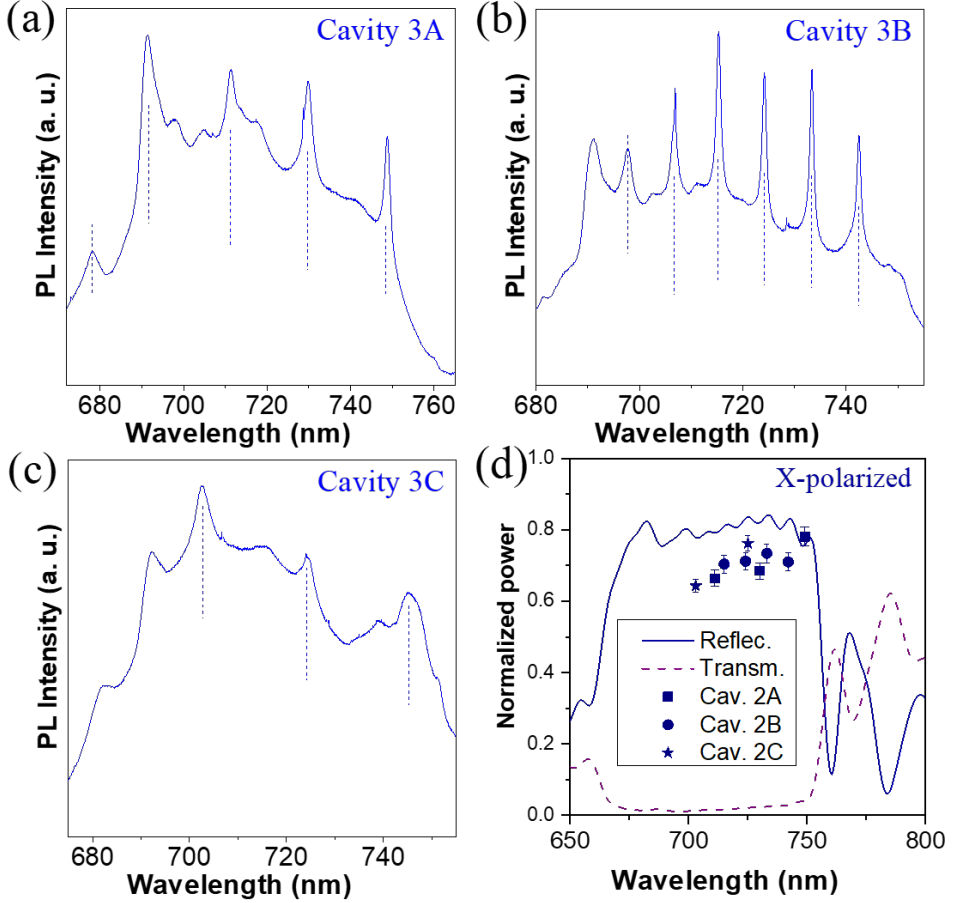 (a)
Cavity 3A
PL Intensity (a. u.)
680 700 720 740 760
Wavelength (nm)
(b)
Cavity 3B
PL Intensity (a. u.)
680 700 720 740
Wavelength (nm)
(c)
Cavity 3C
PL Intensity (a. u.)
680 700 720 740
Wavelength (nm)
(d)
X-polarized
Normalized power
1.0
0.8
0.6
0.4
0.2
0.0
Reflec.
Transm.
Cav. 2A
Cav. 2B
Cav. 2C
650 700 750 800
Wavelength (nm)